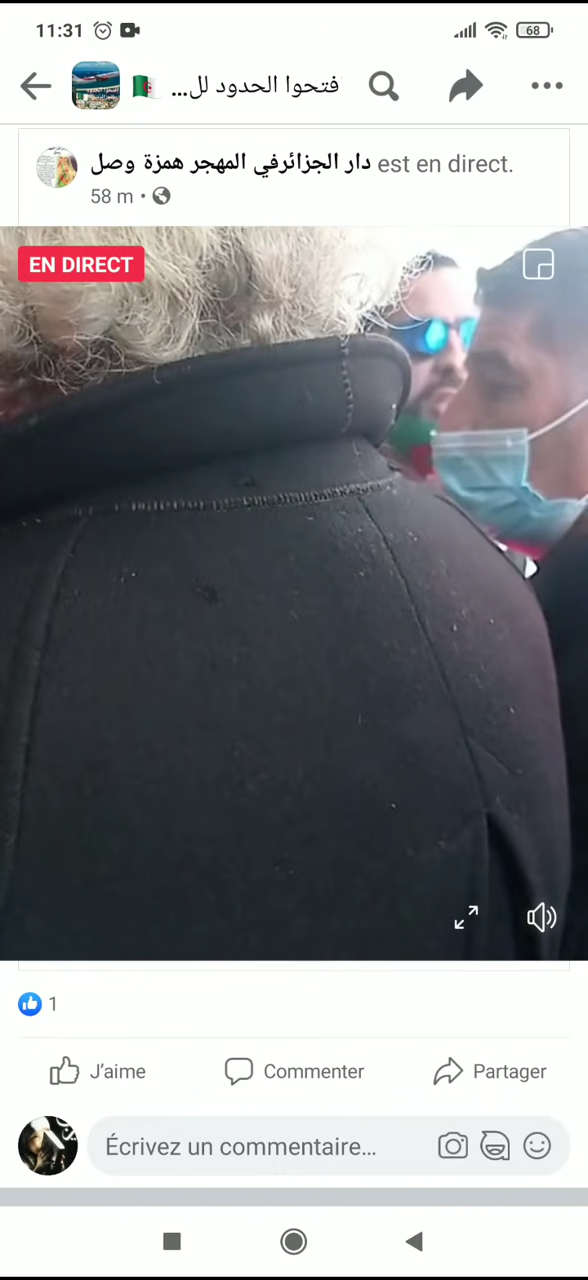 11:31
68
فتحوا الحدود لل...
دار الجزائرفي المهجر همزة وصل est en direct.
58 m
EN DIRECT
1
J’aime
Commenter
Partager
Écrivez un commentaire...